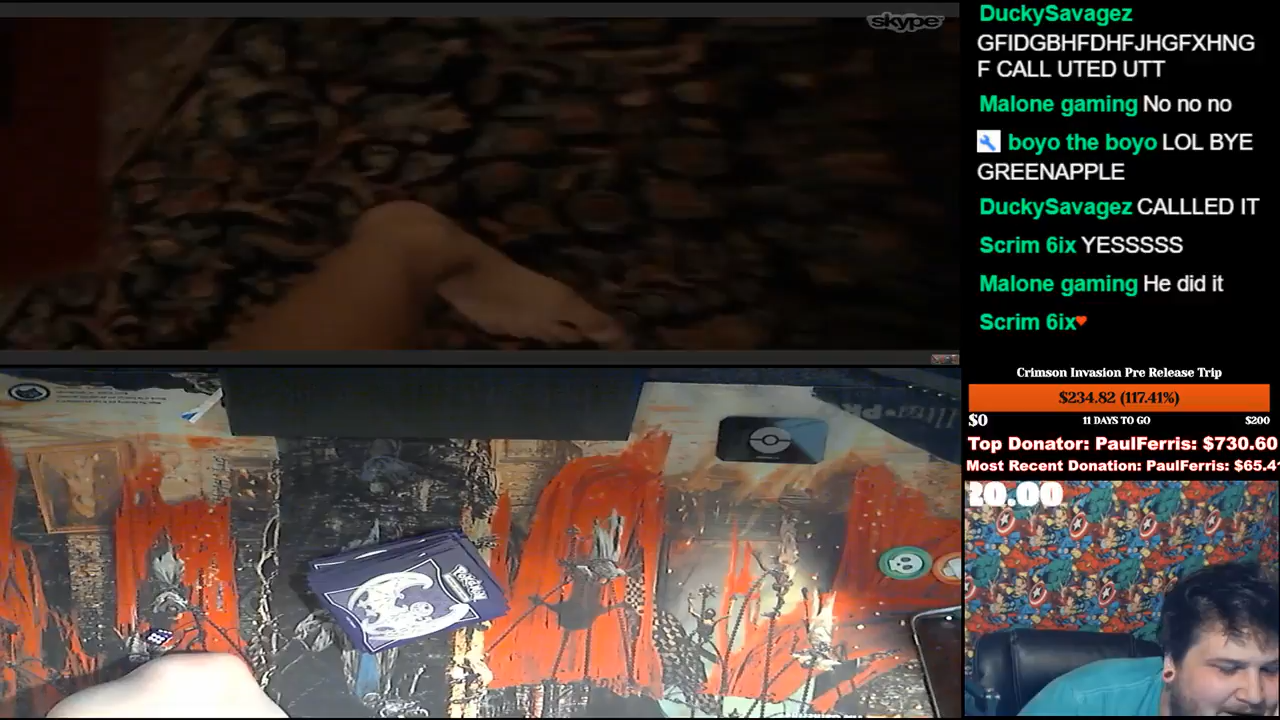 skype
DuckySavagez
GFIDGBHFDHFJHGFXHNG
F CALL UTED UTT
Malone gaming No no no
boyo the boyo LOL BYE
GREENAPPLE
DuckySavagez CALLLED IT
Scrim 6ix YESSSSS
Malone gaming He did it
Scrim 6ix
Crimson Invasion Pre Release Trip
$234.82 (117.41%)
$0 11 DAYS TO GO $200
Top Donator: PaulFerris: $730.60
Most Recent Donation: PaulFerris: $65.41
20.00
Pokémon